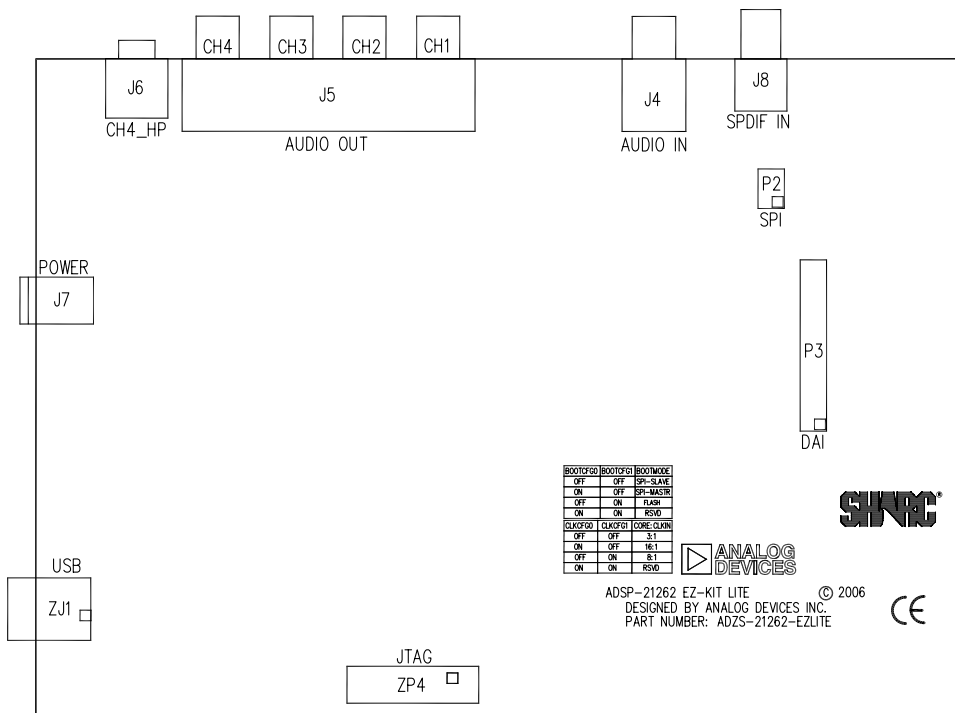 CH4 CH3 CH2 CH1
J6 J5 J4 J8
CH4_HP
AUDIO OUT
AUDIO IN
SPDIF IN
P2
SPI
POWER
J7
P3
DAI
BOOTCFG0 BOOTCFG1 BOOTMODE
OFF OFF SPI-SLAVE
ON OFF SPI-MASTR
OFF ON FLASH
ON ON RSVD
CLKCFG0 CLKCFG1 CORE:CLKIN
OFF OFF 3:1
ON OFF 16:1
OFF ON 8:1
ON ON RSVD
SHARC®
ANALOG
DEVICES
ADSP-21262 EZ-KIT LITE © 2006
DESIGNED BY ANALOG DEVICES INC.
PART NUMBER: ADZS-21262-EZLITE
CE
USB
ZJ1
JTAG
ZP4